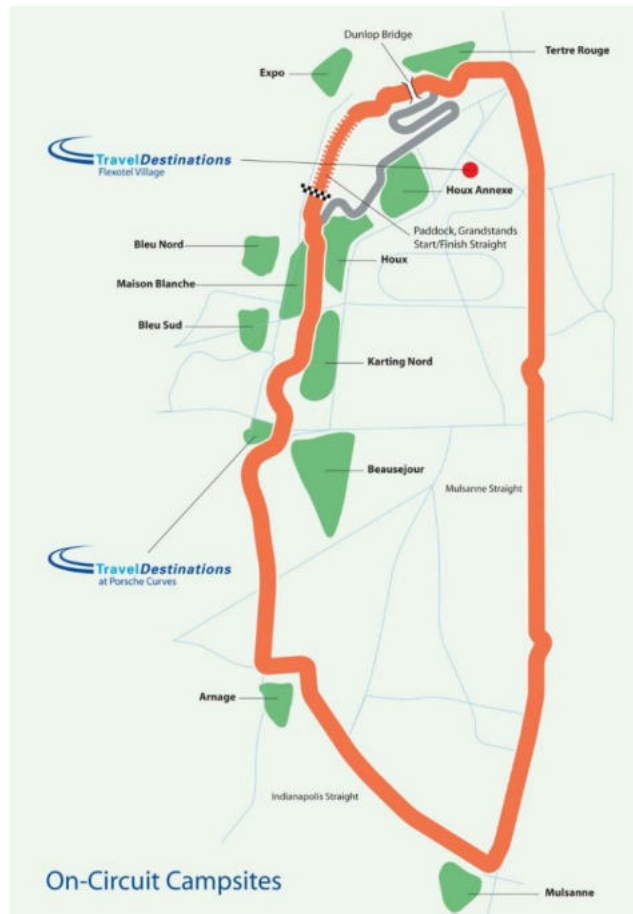 Dunlop Bridge
Tertre Rouge
Expo
TravelDestinations
Flexotel Village
Houx Annexe
Paddock, Grandstands
Start/Finish Straight
Bleu Nord
Houx
Maison Blanche
Bleu Sud
Karting Nord
Beausejour
Mulsanne Straight
TravelDestinations
at Porsche Curves
Arnage
Indianapolis Straight
On-Circuit Campsites
Mulsanne